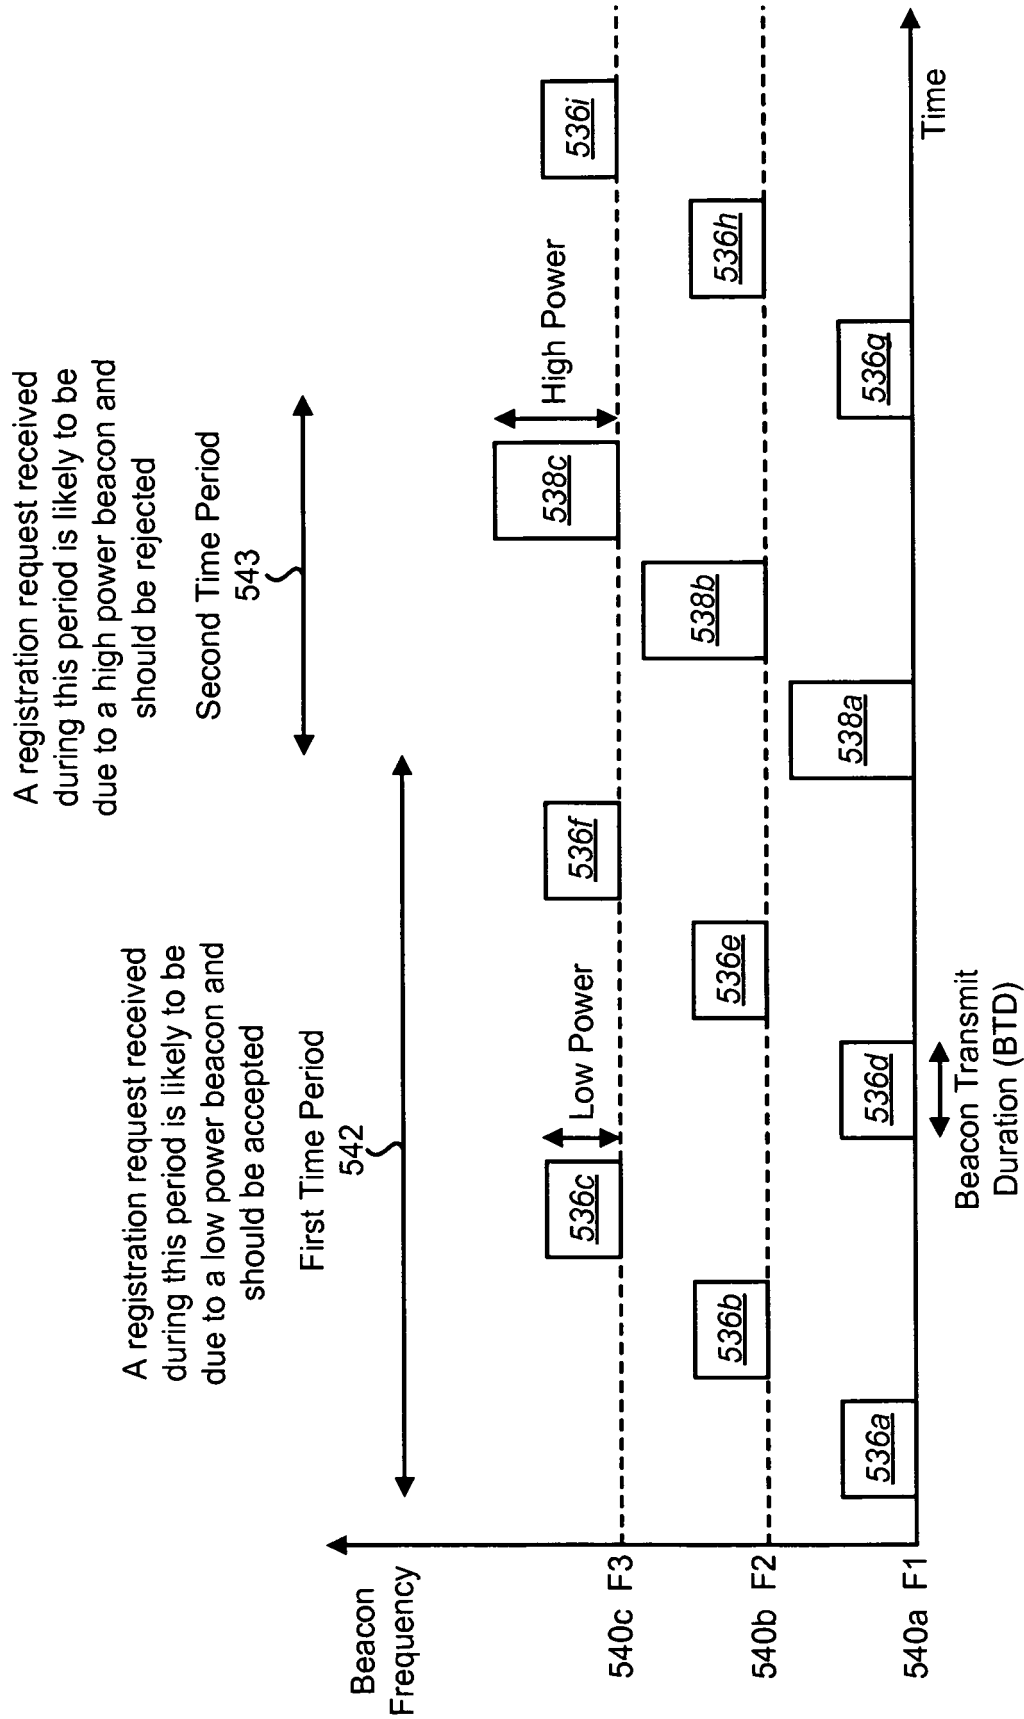 A registration request received
during this period is likely to be
due to a low power beacon and
should be accepted
First Time Period
542
A registration request received
during this period is likely to be
due to a high power beacon and
should be rejected
Second Time Period
543
Beacon
Frequency
540c F3
540b F2
540a F1
536a
536b
536c
Low Power
536d
536e
536f
538a
538b
538c
High Power
536g
536h
536i
Beacon Transmit
Duration (BTD)
Time